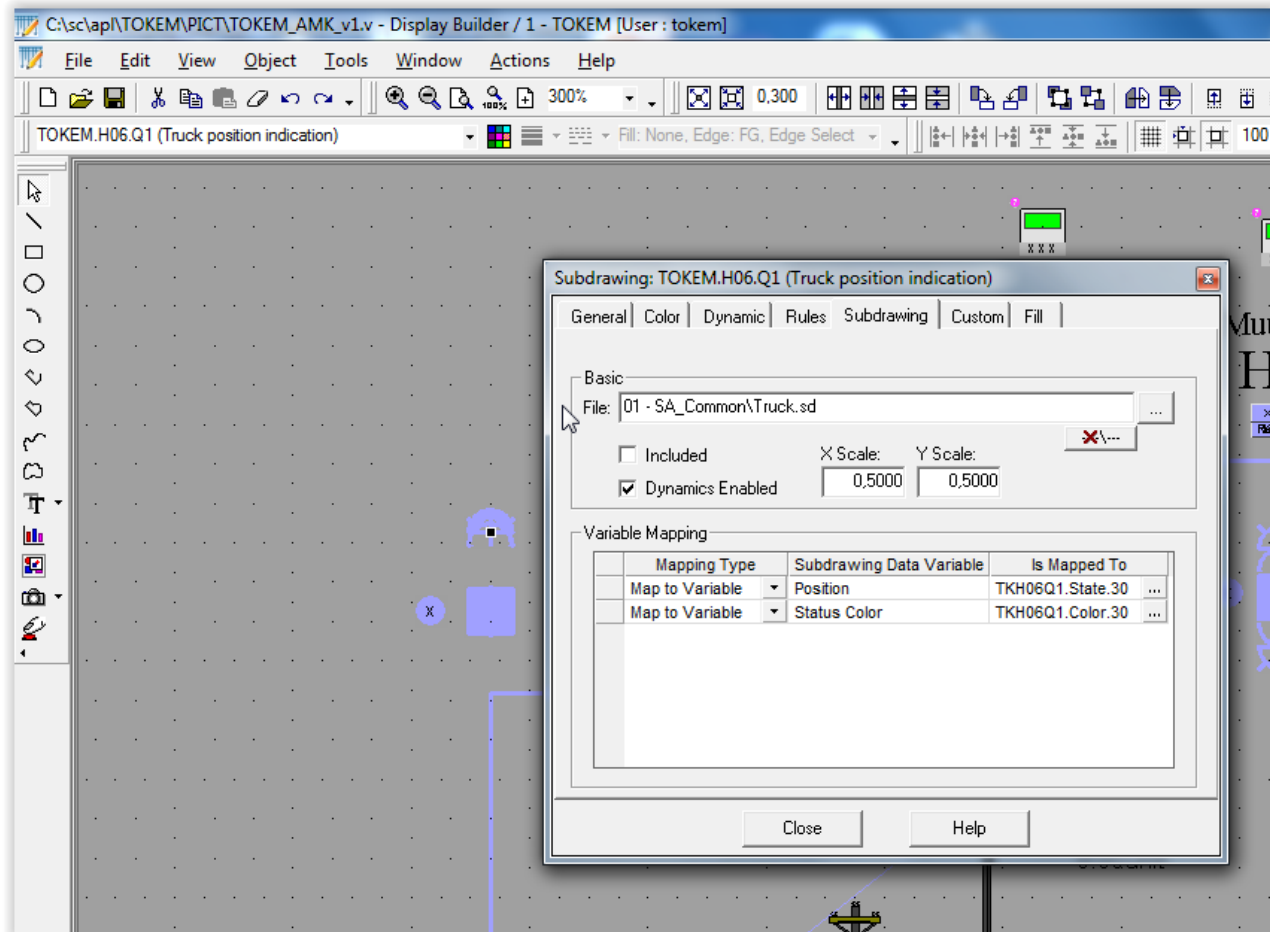 C:\sc\apl\TOKEM\PICT\TOKEM_AMK_v1.v - Display Builder / 1 - TOKEM [User : tokem]
File Edit View Object Tools Window Actions Help
100% 300% 0,300
TOKEM.H06.Q1 (Truck position indication) Fill: None, Edge: FG, Edge Select 100
X X X
Subdrawing: TOKEM.H06.Q1 (Truck position indication)
General Color Dynamic Rules Subdrawing Custom Fill
Muu
H
Basic
File: 01 - SA_Common\Truck.sd ...
\---
Included X Scale: Y Scale:
Dynamics Enabled 0,5000 0,5000
Variable Mapping
Mapping Type Subdrawing Data Variable Is Mapped To
Map to Variable Position TKH06Q1.State.30 ...
Map to Variable Status Color TKH06Q1.Color.30 ...
X
Close Help